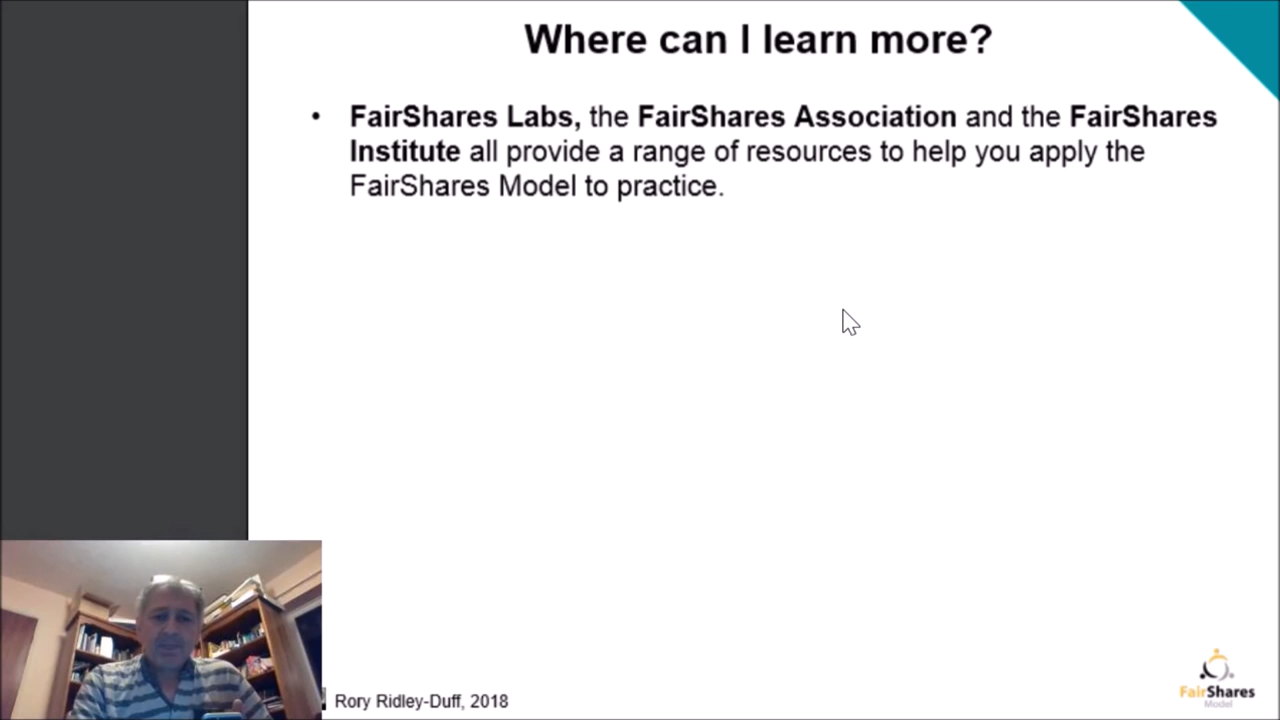 Where can I learn more?
• FairShares Labs, the FairShares Association and the FairShares
Institute all provide a range of resources to help you apply the
FairShares Model to practice.
Rory Ridley-Duff, 2018
FairShares
Model